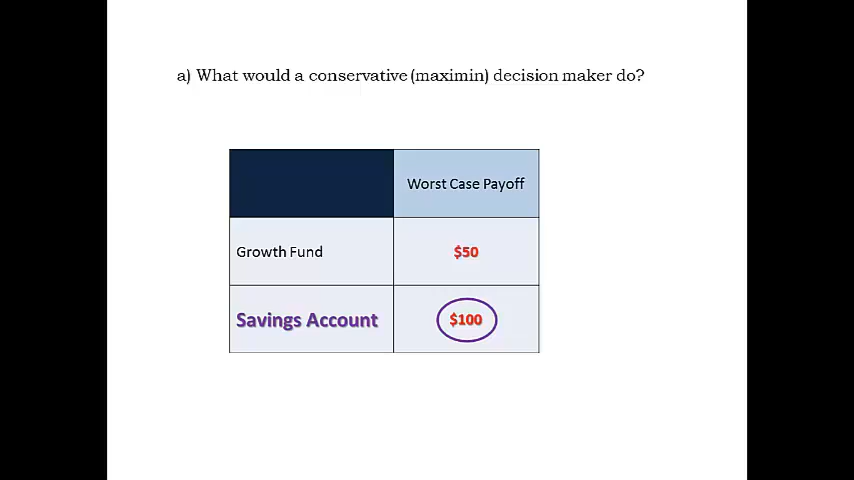 a) What would a conservative (maximin) decision maker do?
Worst Case Payoff
Growth Fund $50
Savings Account $100